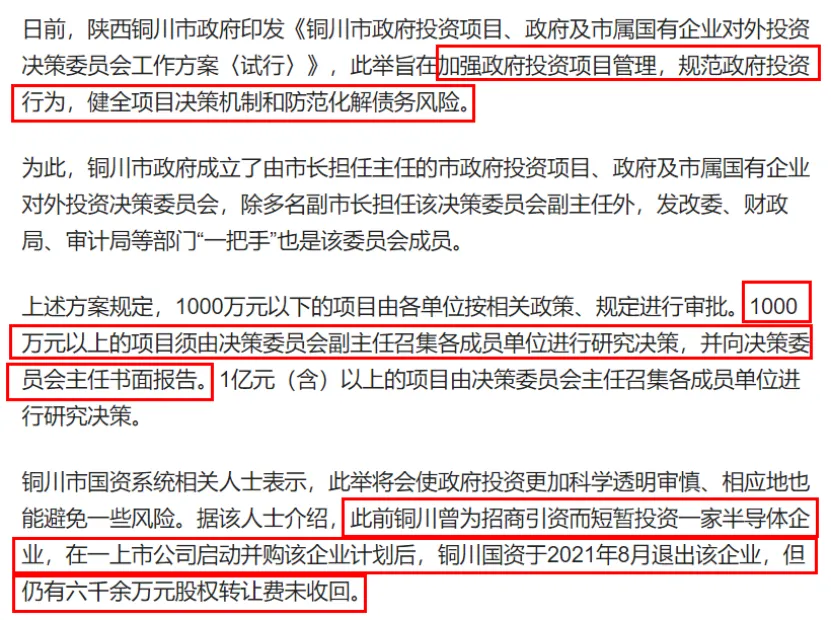 日前，陕西铜川市政府印发《铜川市政府投资项目、政府及市属国有企业对外投资
决策委员会工作方案〈试行〉》，此举旨在加强政府投资项目管理，规范政府投资
行为，健全项目决策机制和防范化解债务风险。
为此，铜川市政府成立了由市长担任主任的市政府投资项目、政府及市属国有企业
对外投资决策委员会，除多名副市长担任该决策委员会副主任外，发改委、财政
局、审计局等部门“一把手”也是该委员会成员。
上述方案规定，1000万元以下的项目由各单位按相关政策、规定进行审批。1000
万元以上的项目须由决策委员会副主任召集各成员单位进行研究决策，并向决策委
员会主任书面报告。1亿元（含）以上的项目由决策委员会主任召集各成员单位进
行研究决策。
铜川市国资系统相关人士表示，此举将会使政府投资更加科学透明审慎、相应地也
能避免一些风险。据该人士介绍，此前铜川曾为招商引资而短暂投资一家半导体企
业，在一上市公司启动并购该企业计划后，铜川国资于2021年8月退出该企业，但
仍有六千余万元股权转让费未收回。